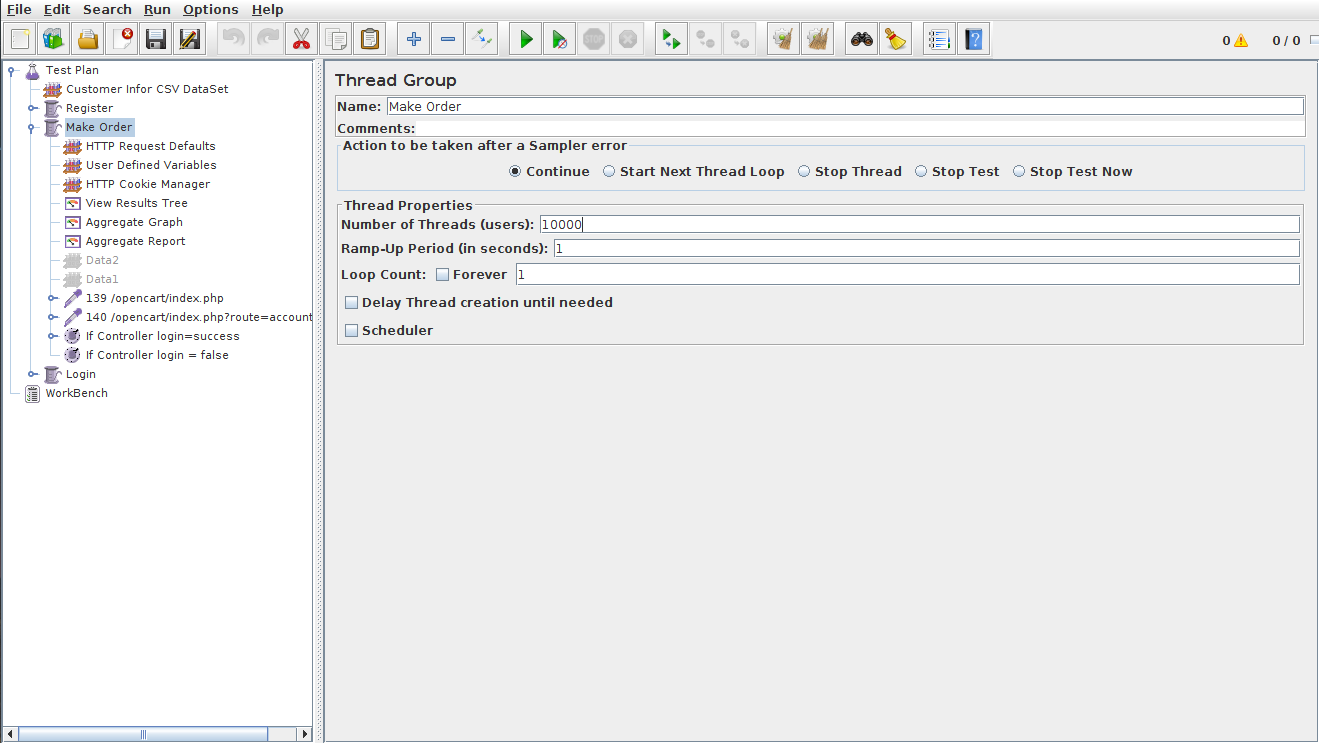 File Edit Search Run Options Help
STOP
0 0 / 0
Test Plan
Customer Infor CSV DataSet
Register
Make Order
HTTP Request Defaults
User Defined Variables
HTTP Cookie Manager
View Results Tree
Aggregate Graph
Aggregate Report
Data2
Data1
139 /opencart/index.php
140 /opencart/index.php?route=account
If Controller login=success
If Controller login = false
Login
WorkBench
Thread Group
Name: Make Order
Comments:
Action to be taken after a Sampler error
Continue Start Next Thread Loop Stop Thread Stop Test Stop Test Now
Thread Properties
Number of Threads (users): 10000
Ramp-Up Period (in seconds): 1
Loop Count: Forever 1
Delay Thread creation until needed
Scheduler